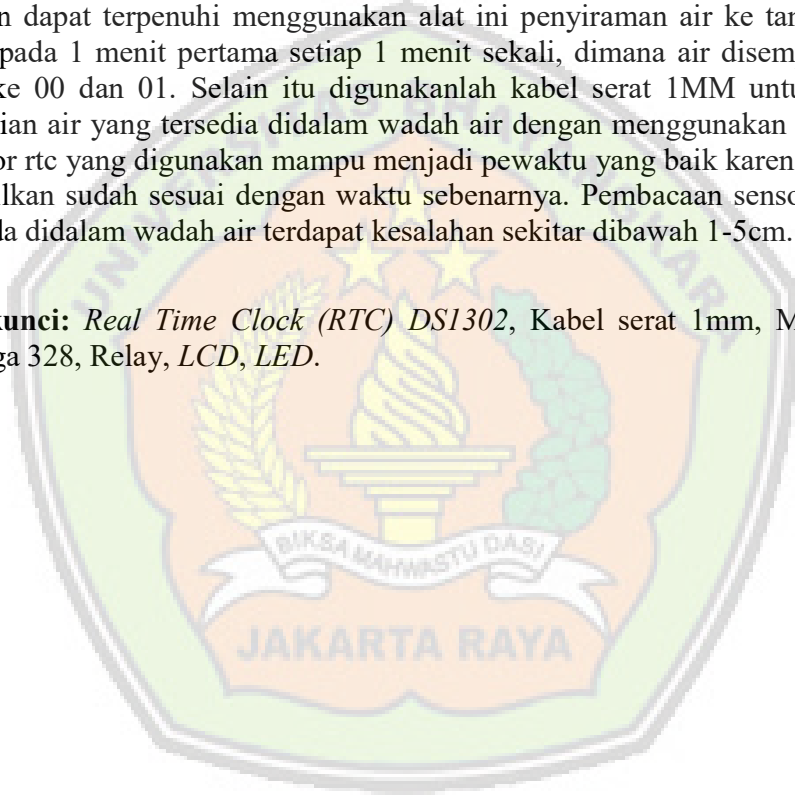 n dapat terpenuhi menggunakan alat ini penyiraman air ke tan
pada 1 menit pertama setiap 1 menit sekali, dimana air disem
ke 00 dan 01. Selain itu digunakanlah kabel serat 1MM untu
ian air yang tersedia didalam wadah air dengan menggunakan
or rtc yang digunakan mampu menjadi pewaktu yang baik karen
ilkan sudah sesuai dengan waktu sebenarnya. Pembacaan senso
da didalam wadah air terdapat kesalahan sekitar dibawah 1-5cm.
kunci: Real Time Clock (RTC) DS1302, Kabel serat 1mm, M
ga 328, Relay, LCD, LED.
UNIVERSITAS BHAYANGKARA
BIKSA MAHWASTU DASI
JAKARTA RAYA